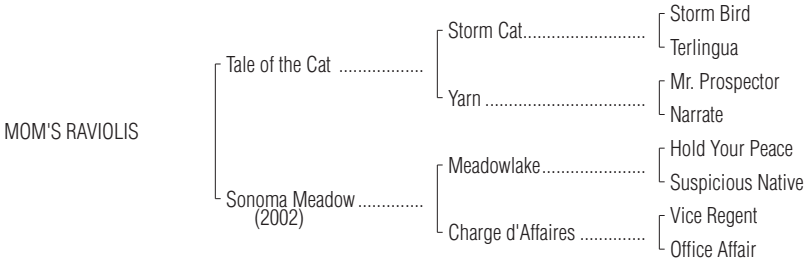 Storm Bird
Storm Cat..........................
Terlingua
Tale of the Cat ..................
Mr. Prospector
Yarn ..................................
Narrate
MOM'S RAVIOLIS
Hold Your Peace
Meadowlake......................
Suspicious Native
Sonoma Meadow ..............
(2002)
Vice Regent
Charge d'Affaires ..............
Office Affair